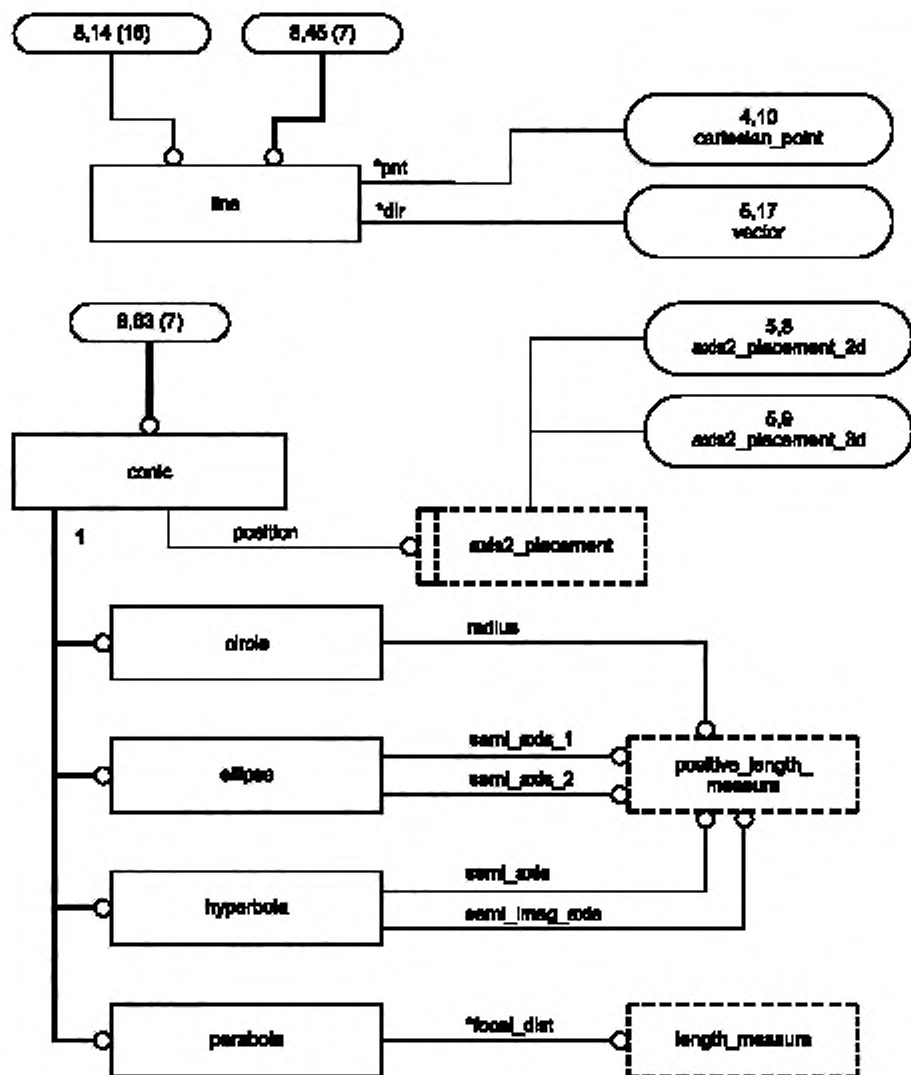 8,14 (16)
8,45 (7)
4,10
cartesian_point
*pnt
line
*dir
5,17
vector
8,63 (7)
5,8
axis2_placement_2d
5,9
axis2_placement_3d
conic
1
position
axis2_placement
circle
radius
ellipse
semi_axis_1
semi_axis_2
positive_length_
measure
hyperbola
semi_axis
semi_imag_axis
parabola
*focal_dist
length_measure